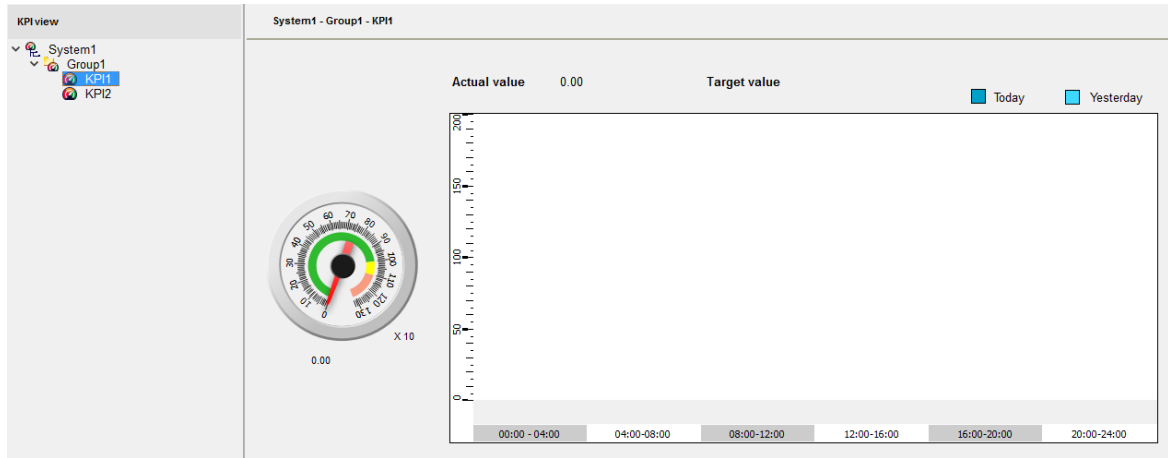 KPI view
System1 - Group1 - KPI1
System1
Group1
KPI1
KPI2
Actual value 0.00 Target value
Today Yesterday
200
150
100
50
0
0 10 20 30 40 50 60 70 80 90 100 110 120 130
X 10
0.00
00:00 - 04:00 04:00-08:00 08:00-12:00 12:00-16:00 16:00-20:00 20:00-24:00